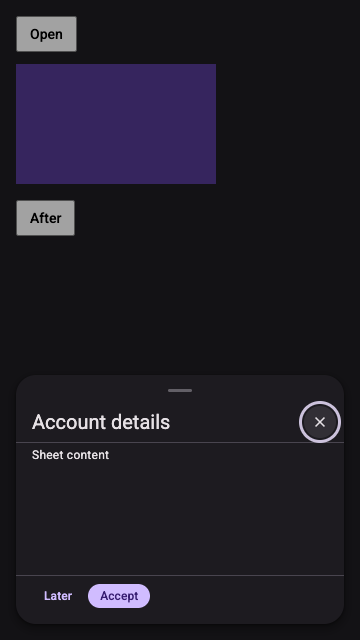 Open
After
Account details
Sheet content
Later
Accept